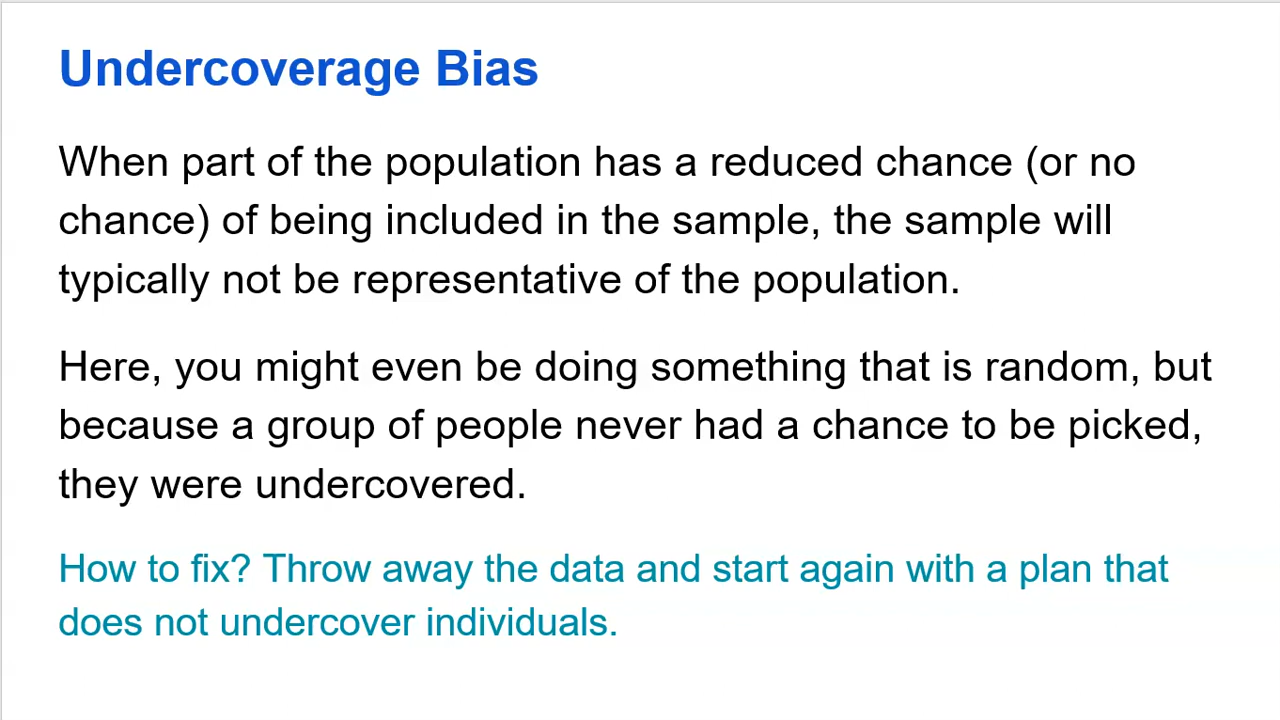 Undercoverage Bias
When part of the population has a reduced chance (or no
chance) of being included in the sample, the sample will
typically not be representative of the population.
Here, you might even be doing something that is random, but
because a group of people never had a chance to be picked,
they were undercovered.
How to fix? Throw away the data and start again with a plan that
does not undercover individuals.